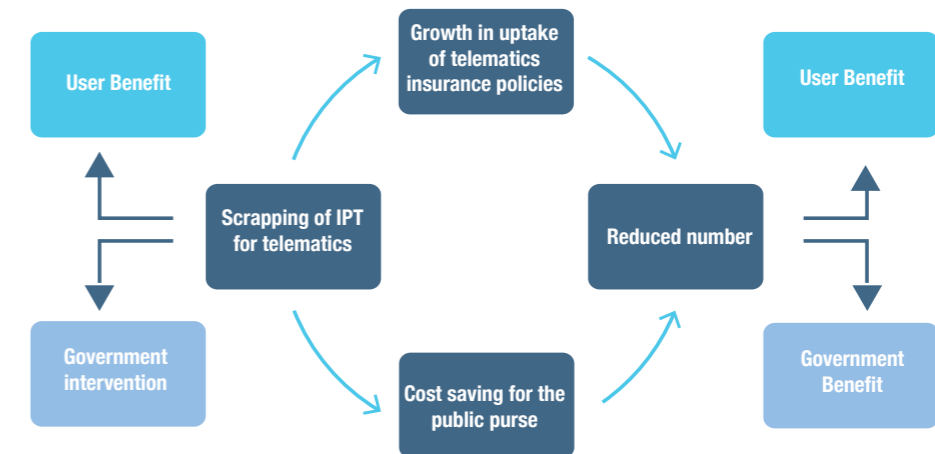 Growth in uptake
of telematics
insurance policies
User Benefit
User Benefit
Scrapping of IPT
for telematics
Reduced number
Government
intervention
Government
Benefit
Cost saving for the
public purse